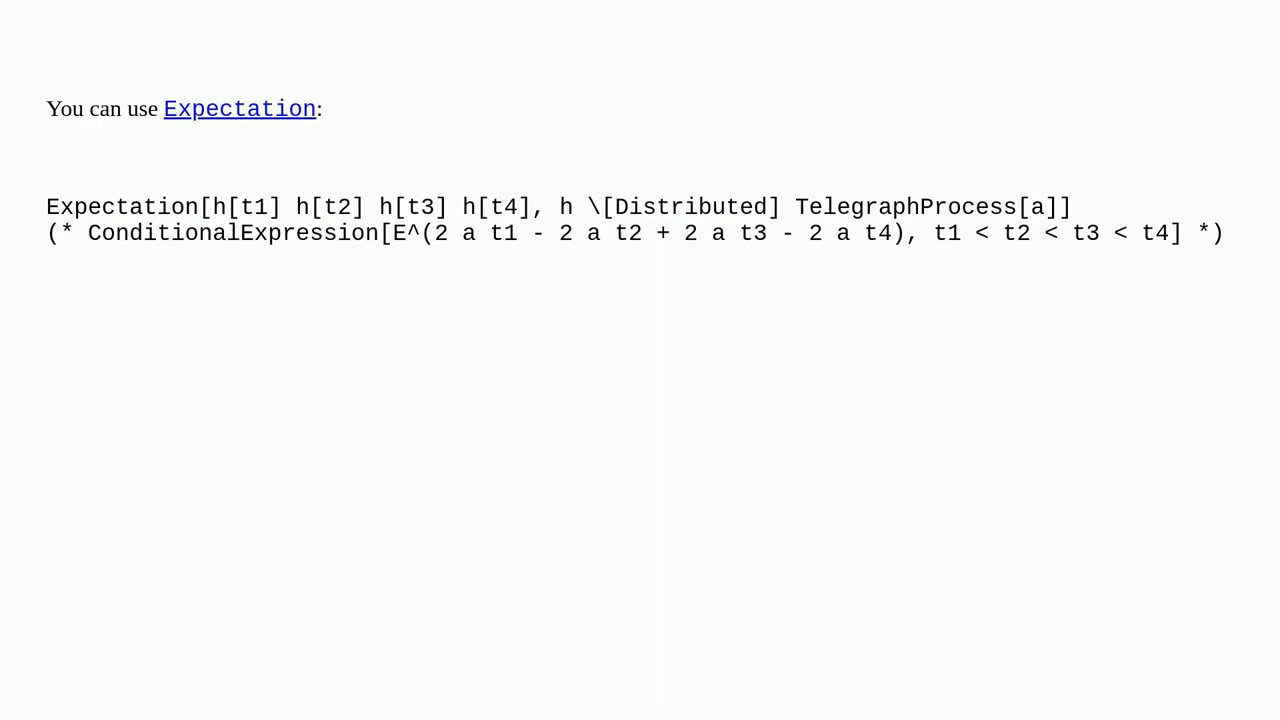 You can use Expectation:
Expectation[h[t1] h[t2] h[t3] h[t4], h \[Distributed] TelegraphProcess[a]]
(* ConditionalExpression[E^(2 a t1 - 2 a t2 + 2 a t3 - 2 a t4), t1 < t2 < t3 < t4] *)